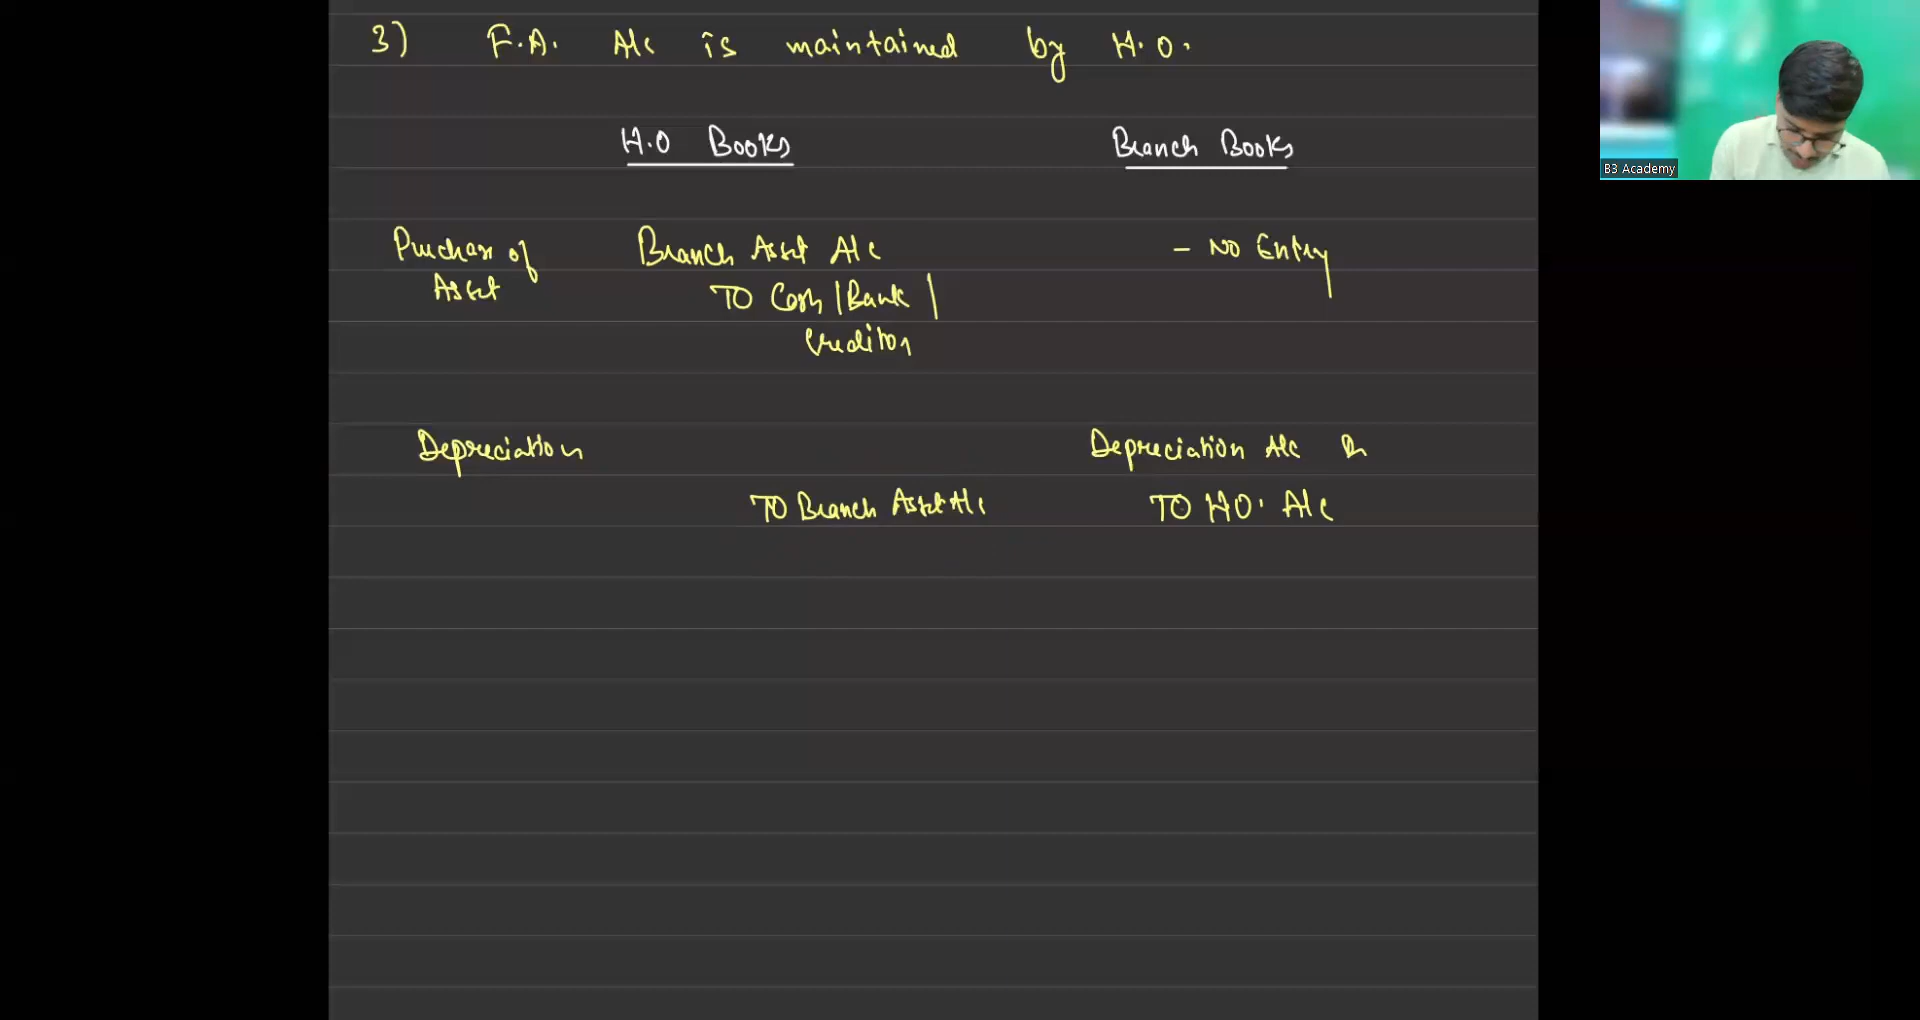 3) F.A. A/c is maintained by H.O.
H.O Books Branch Books
Purchase of Branch Asset A/c - NO Entry
Asset TO Cash | Bank |
Creditors
Depreciation Depreciation A/c Dr
TO Branch Asset A/c TO HO. A/c
B3 Academy